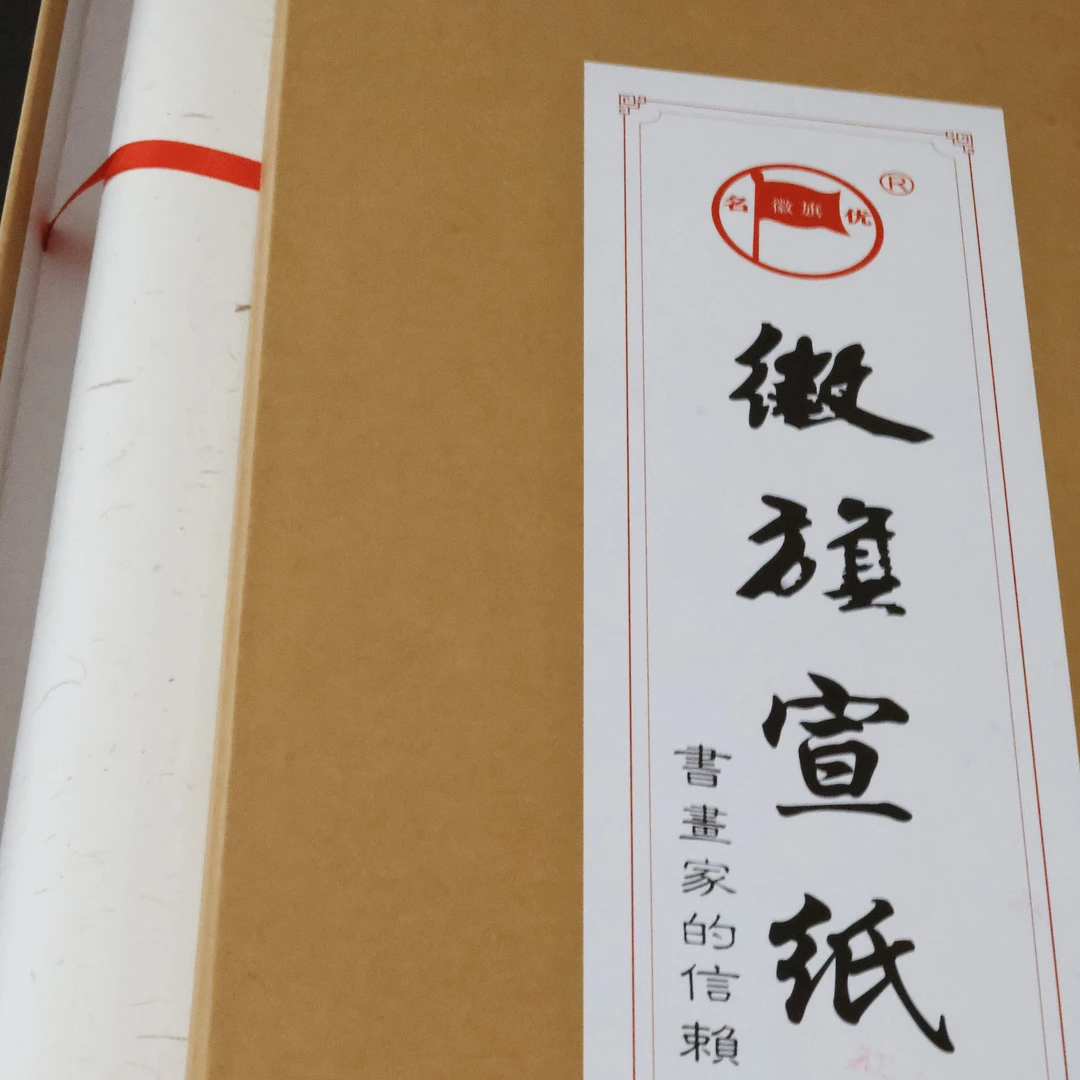 名 徽旗 优
®
徽旗宣纸
書畫家的信賴